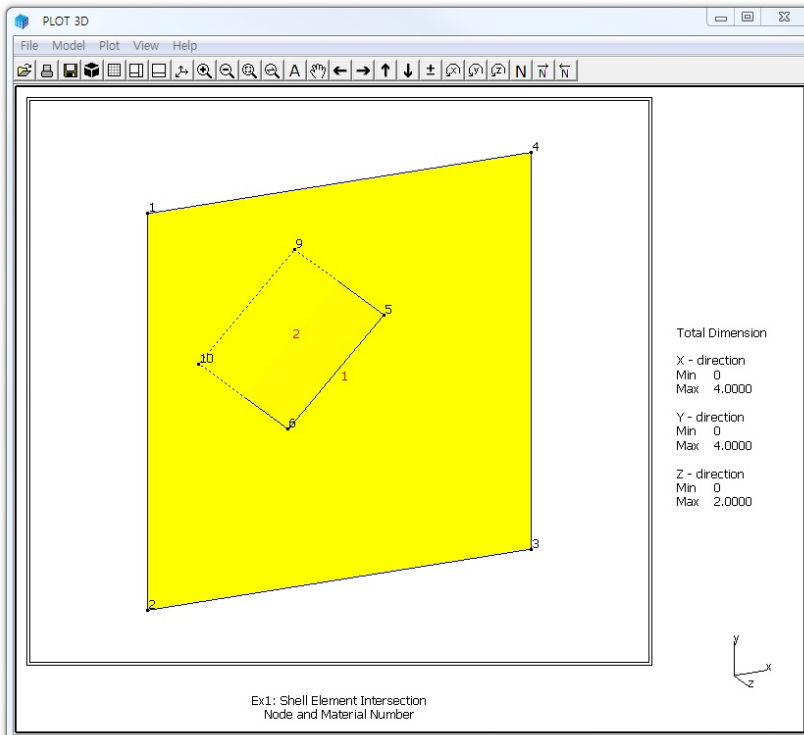 PLOT 3D
File Model Plot View Help
A N N N
4
1
9
5
2
10
1
6
3
2
Total Dimension
X - direction
Min 0
Max 4.0000
Y - direction
Min 0
Max 4.0000
Z - direction
Min 0
Max 2.0000
y
x
z
Ex1: Shell Element Intersection
Node and Material Number